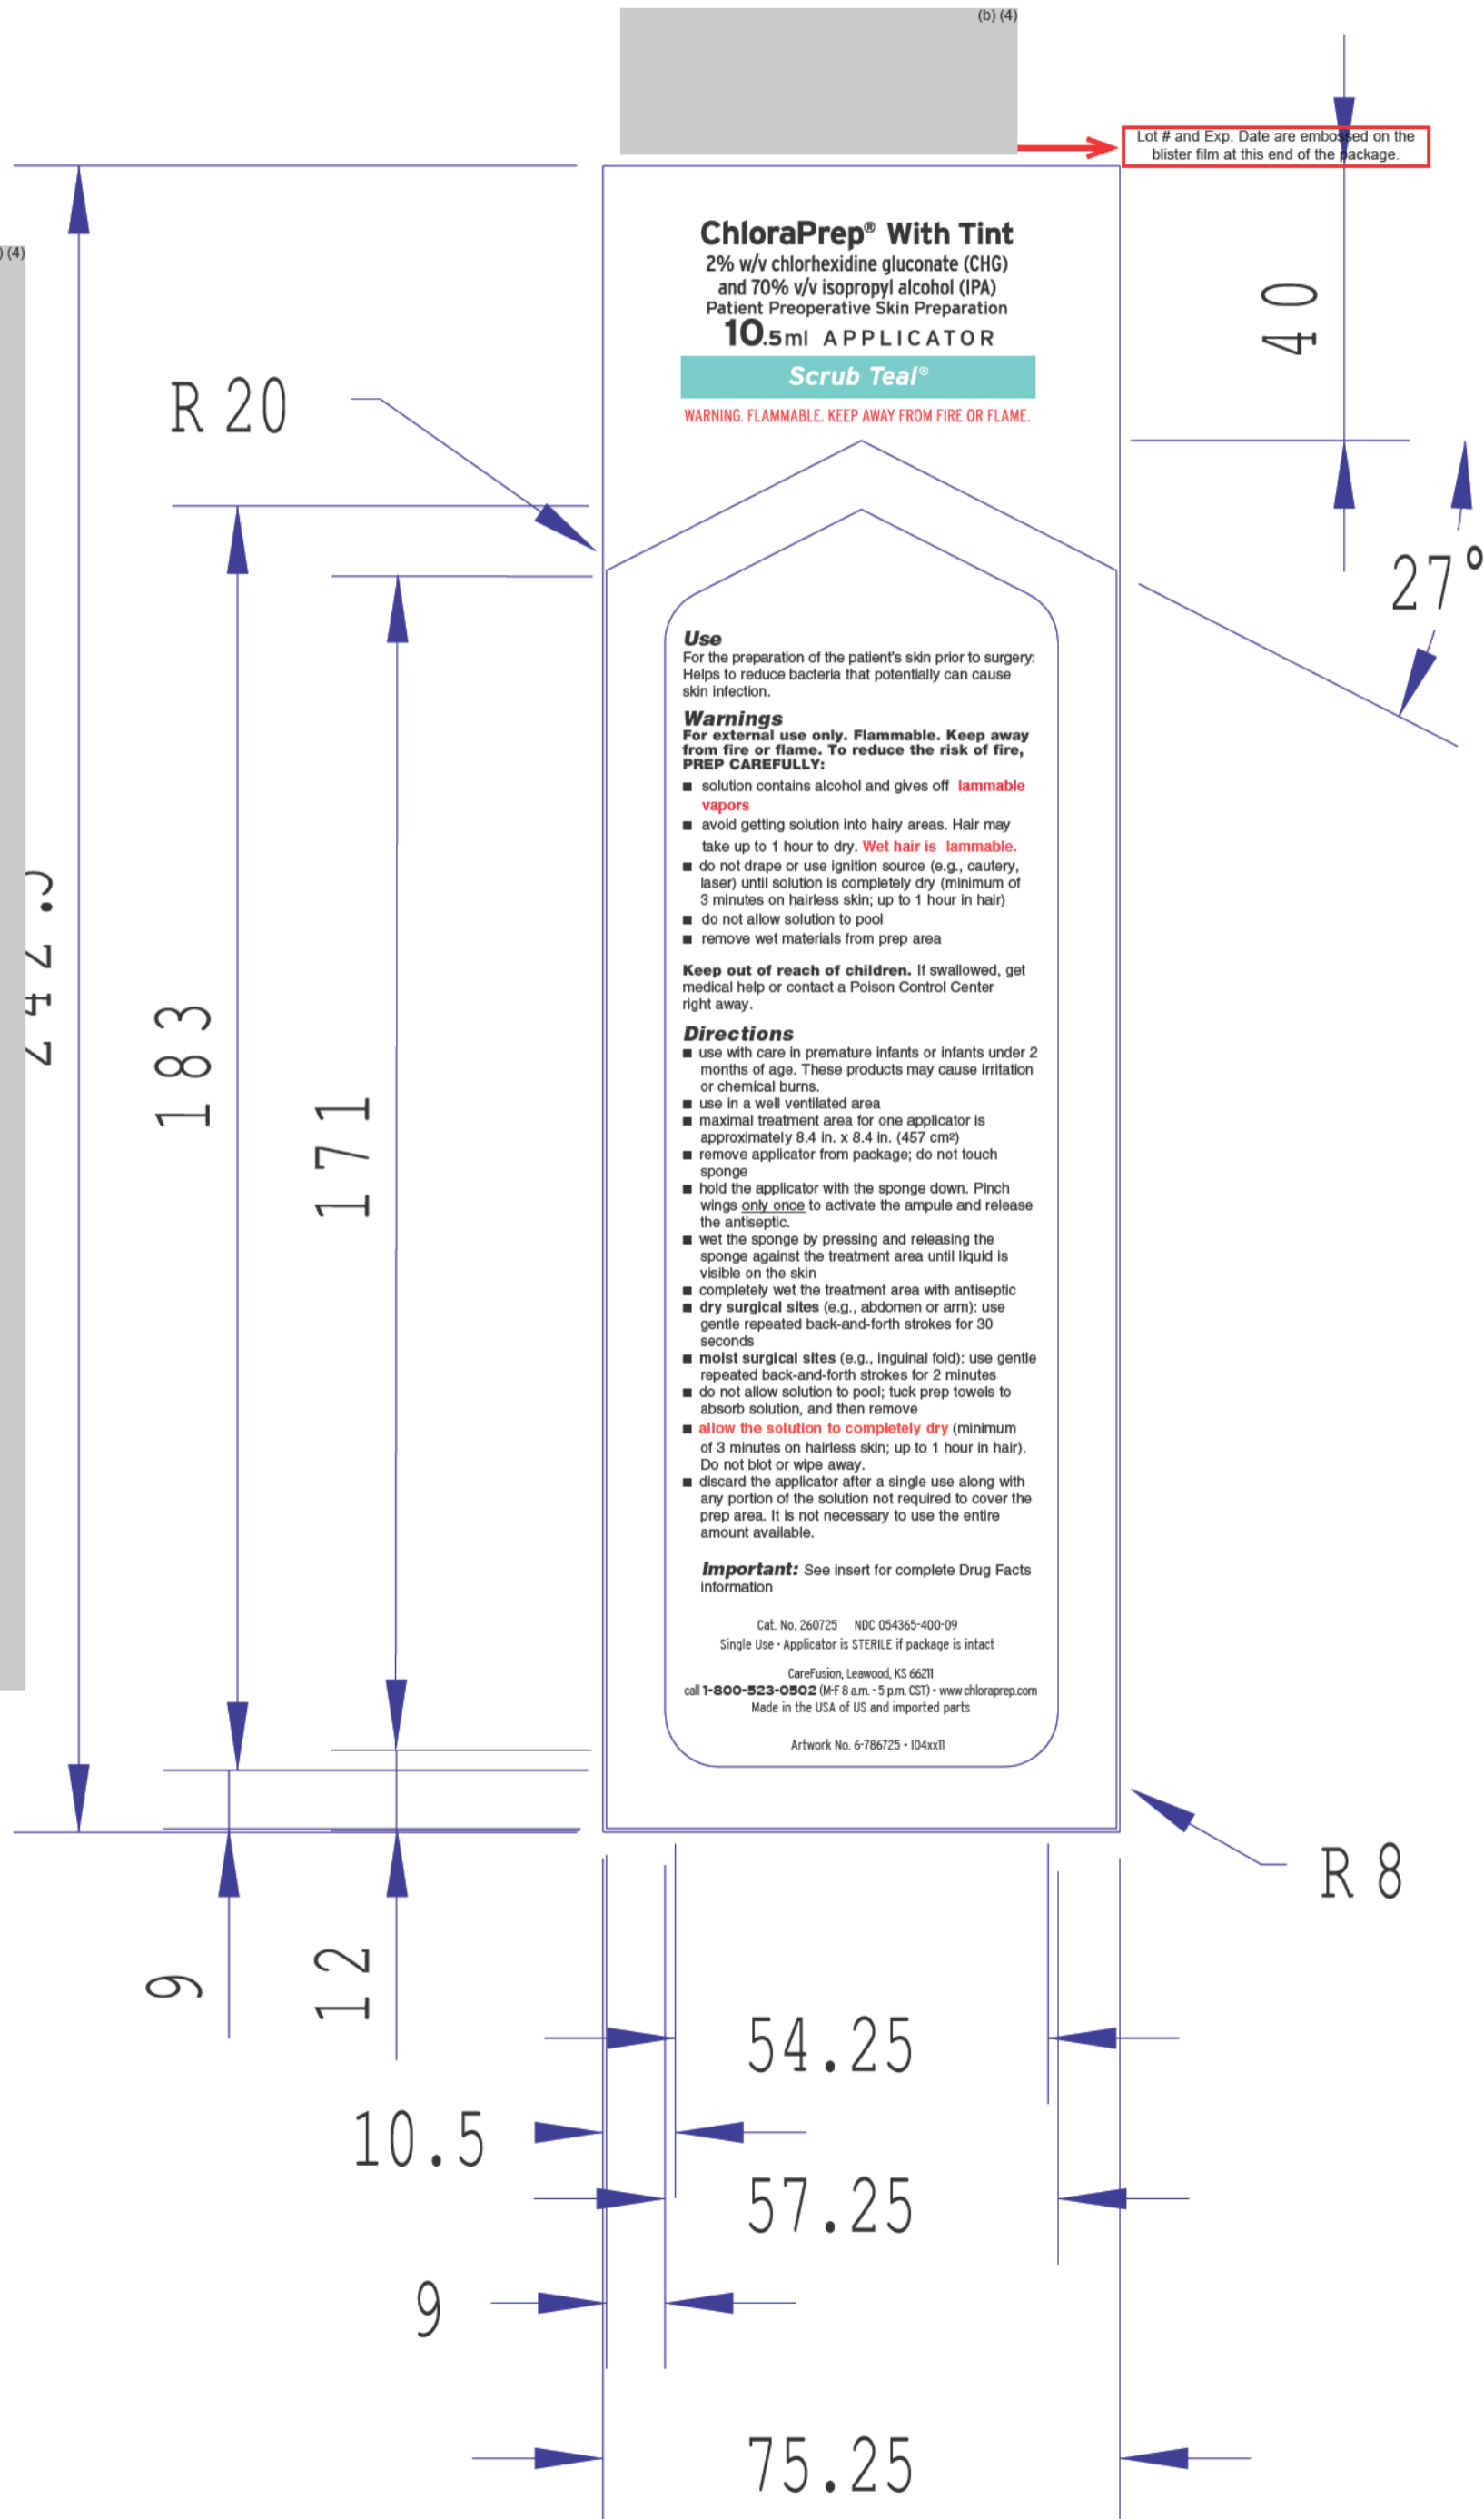 (b) (4)
Lot # and Exp. Date are embossed on the
blister film at this end of the package.
) (4)
ChloraPrep® With Tint
2% w/v chlorhexidine gluconate (CHG)
and 70% v/v isopropyl alcohol (IPA)
Patient Preoperative Skin Preparation
10.5ml APPLICATOR
Scrub Teal®
WARNING. FLAMMABLE. KEEP AWAY FROM FIRE OR FLAME.
40
R 20
27°
Use
For the preparation of the patient's skin prior to surgery:
Helps to reduce bacteria that potentially can cause
skin infection.
Warnings
For external use only. Flammable. Keep away
from fire or flame. To reduce the risk of fire,
PREP CAREFULLY:
■ solution contains alcohol and gives off lammable
vapors
■ avoid getting solution into hairy areas. Hair may
take up to 1 hour to dry. Wet hair is lammable.
■ do not drape or use ignition source (e.g., cautery,
laser) until solution is completely dry (minimum of
3 minutes on hairless skin; up to 1 hour in hair)
■ do not allow solution to pool
■ remove wet materials from prep area
Keep out of reach of children. If swallowed, get
medical help or contact a Poison Control Center
right away.
Directions
■ use with care in premature infants or infants under 2
months of age. These products may cause irritation
or chemical burns.
■ use in a well ventilated area
■ maximal treatment area for one applicator is
approximately 8.4 in. x 8.4 in. (457 cm²)
■ remove applicator from package; do not touch
sponge
■ hold the applicator with the sponge down. Pinch
wings only once to activate the ampule and release
the antiseptic.
■ wet the sponge by pressing and releasing the
sponge against the treatment area until liquid is
visible on the skin
■ completely wet the treatment area with antiseptic
■ dry surgical sites (e.g., abdomen or arm): use
gentle repeated back-and-forth strokes for 30
seconds
■ moist surgical sites (e.g., inguinal fold): use gentle
repeated back-and-forth strokes for 2 minutes
■ do not allow solution to pool; tuck prep towels to
absorb solution, and then remove
■ allow the solution to completely dry (minimum
of 3 minutes on hairless skin; up to 1 hour in hair).
Do not blot or wipe away.
■ discard the applicator after a single use along with
any portion of the solution not required to cover the
prep area. It is not necessary to use the entire
amount available.
Important: See insert for complete Drug Facts
information
Cat. No. 260725 NDC 054365-400-09
Single Use • Applicator is STERILE if package is intact
CareFusion, Leawood, KS 66211
call 1-800-523-0502 (M-F 8 a.m. - 5 p.m. CST) • www.chloraprep.com
Made in the USA of US and imported parts
Artwork No. 6-786725 • I04xx11
242.5
183
171
R 8
9
12
54.25
10.5
57.25
9
75.25